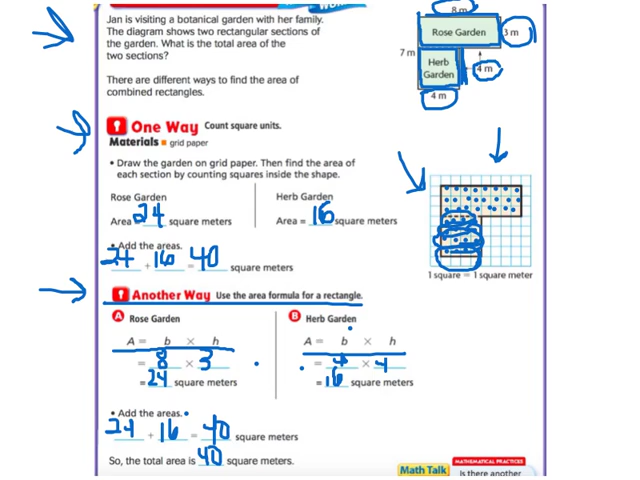 Jan is visiting a botanical garden with her family.
The diagram shows two rectangular sections of
the garden. What is the total area of the
two sections?
There are different ways to find the area of
combined rectangles.
8 m
Rose Garden
3 m
7 m
Herb
Garden
4 m
4 m
One Way Count square units.
Materials ■ grid paper
• Draw the garden on grid paper. Then find the area of
each section by counting squares inside the shape.
Rose Garden
Area = 24 square meters
Herb Garden
Area = 16 square meters
• Add the areas.
24 + 16 = 40 square meters
1 square = 1 square meter
Another Way Use the area formula for a rectangle.
A Rose Garden
A = b × h
= 8 × 3
= 24 square meters
B Herb Garden
A = b × h
= 4 × 4
= 16 square meters
• Add the areas.
24 + 16 = 40 square meters
So, the total area is 40 square meters.
Math Talk
MATHEMATICAL PRACTICES
Is there another